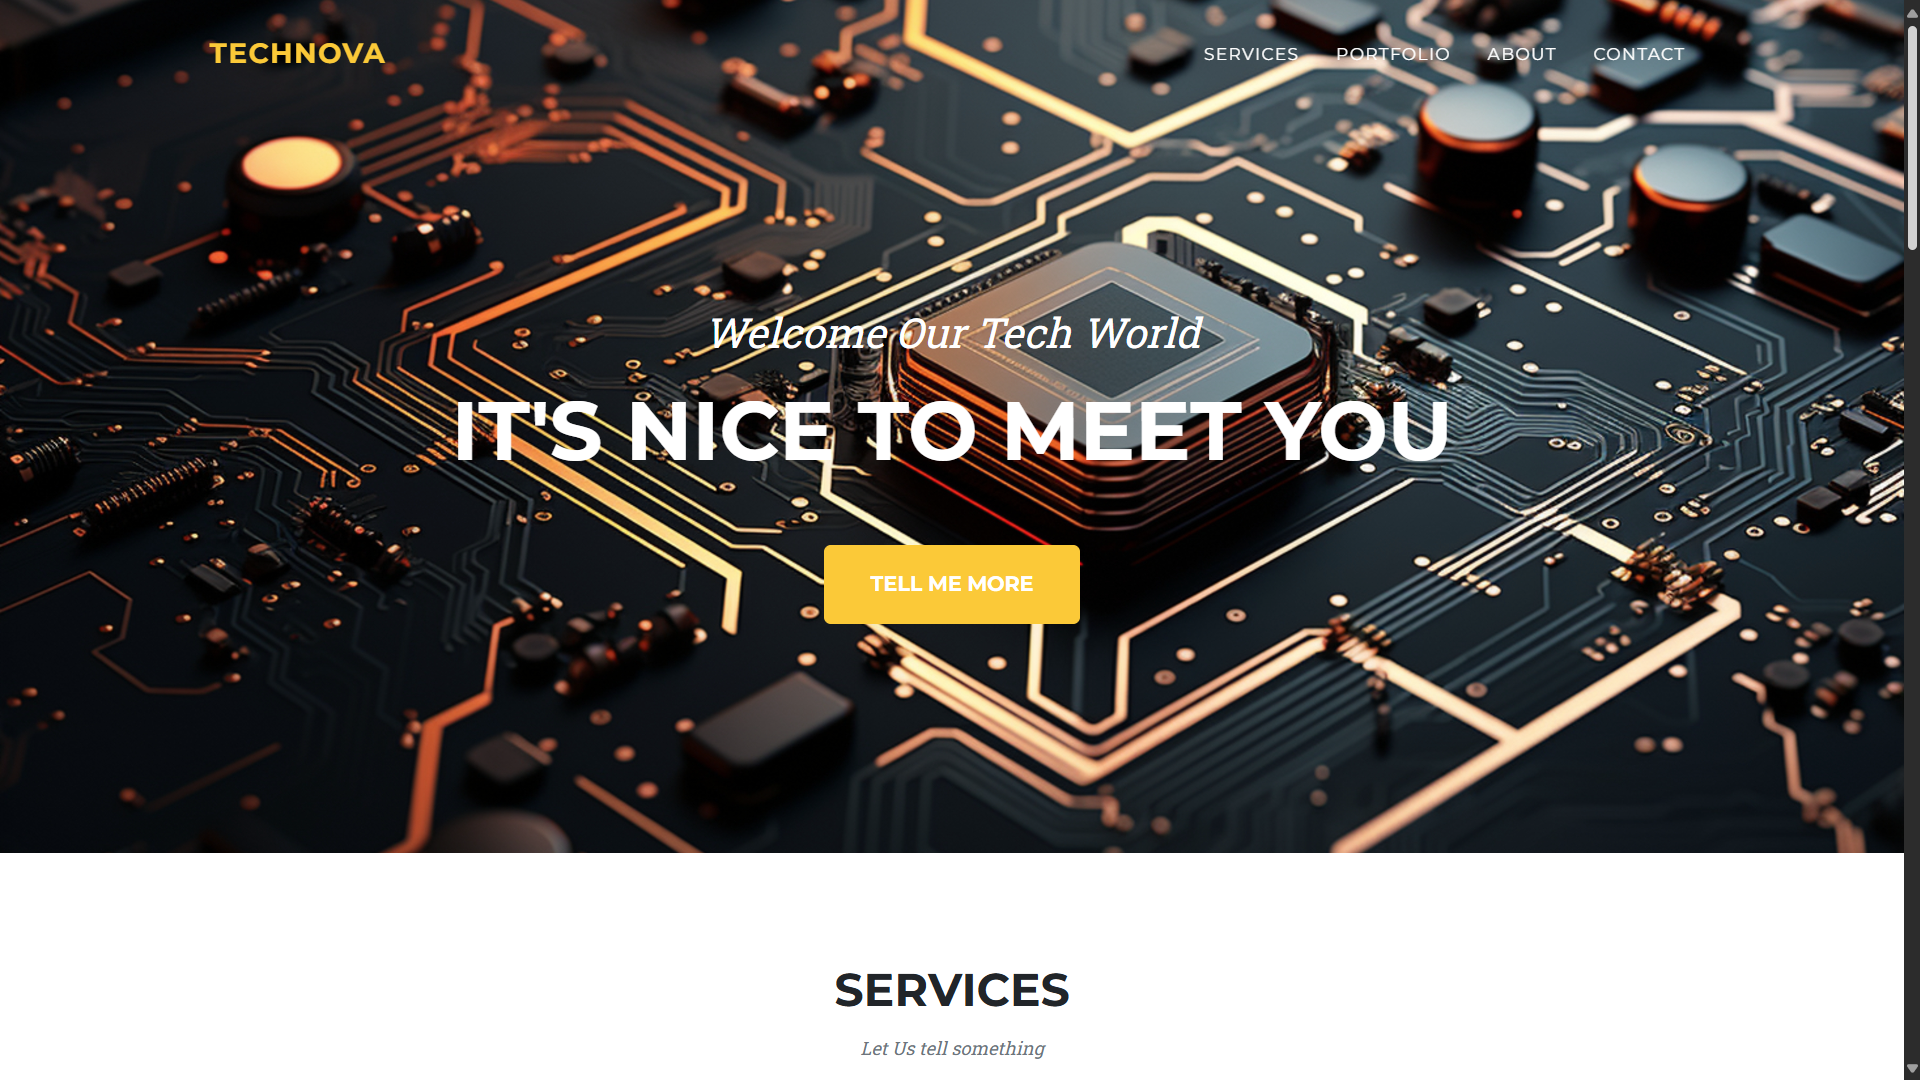 TECHNOVA
SERVICES
PORTFOLIO
ABOUT
CONTACT
Welcome Our Tech World
IT'S NICE TO MEET YOU
TELL ME MORE
SERVICES
Let Us tell something